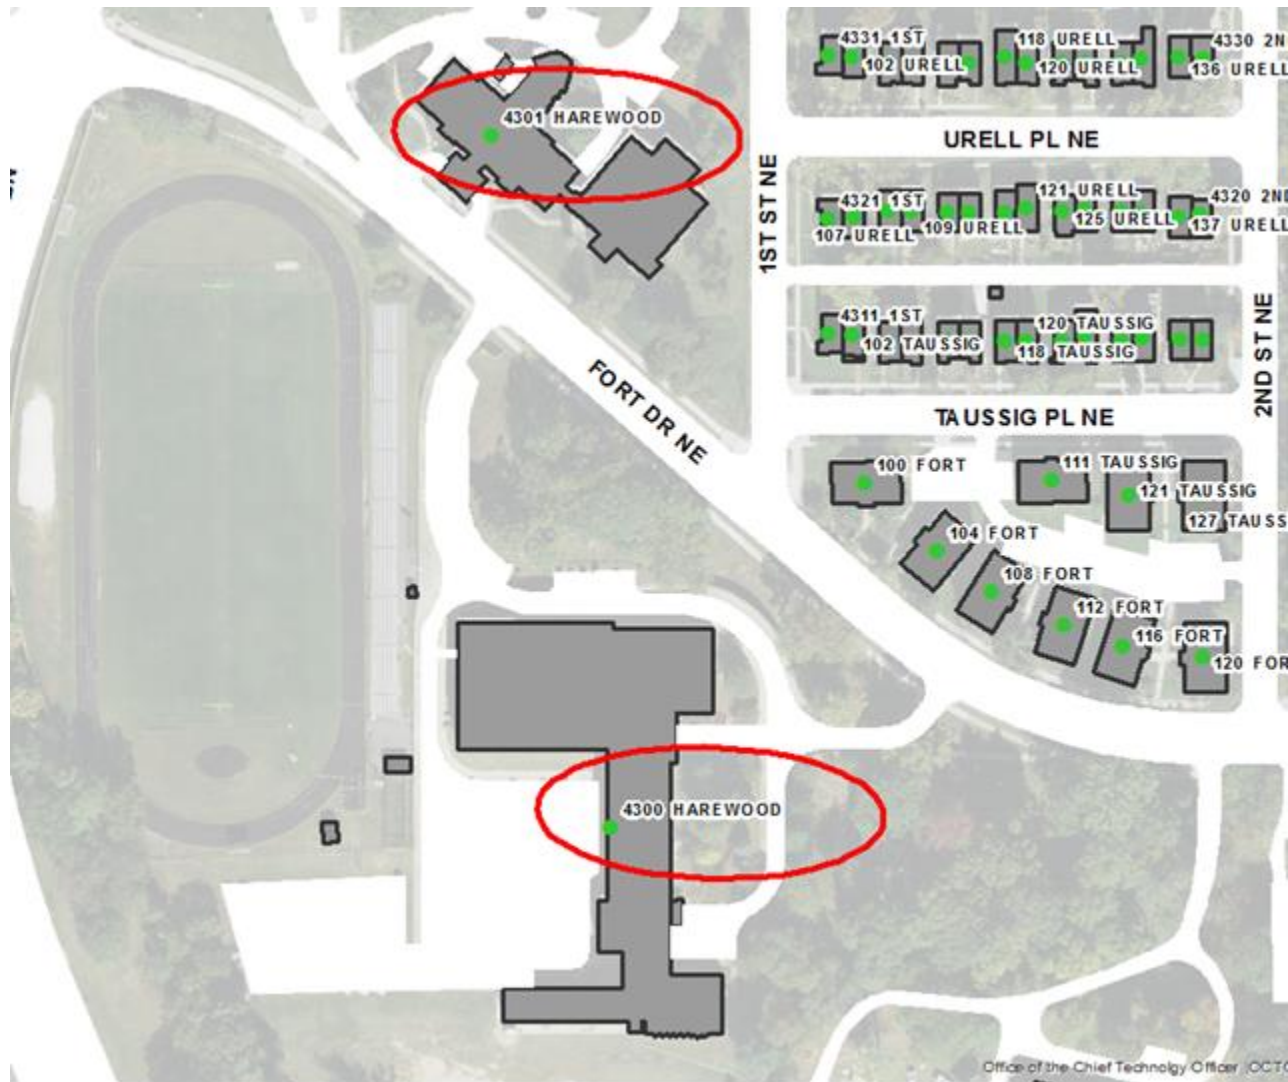 4331 1ST
118 URELL
4330 2N
102 URELL
120 URELL
136 URELL
4301 HAREWOOD
URELL PL NE
1ST ST NE
121 URELL
4321 1ST
4320 2ND
107 URELL
109 URELL
125 URELL
137 URELL
2ND ST NE
4311 1ST
120 TAUSSIG
102 TAUSSIG
118 TAUSSIG
FORT DR NE
TAUSSIG PL NE
100 FORT
111 TAUSSIG
121 TAUSSIG
127 TAUSS
104 FORT
108 FORT
112 FORT
116 FORT
120 FOR
4300 HAREWOOD
Office of the Chief Technolgy Officer (OCTO